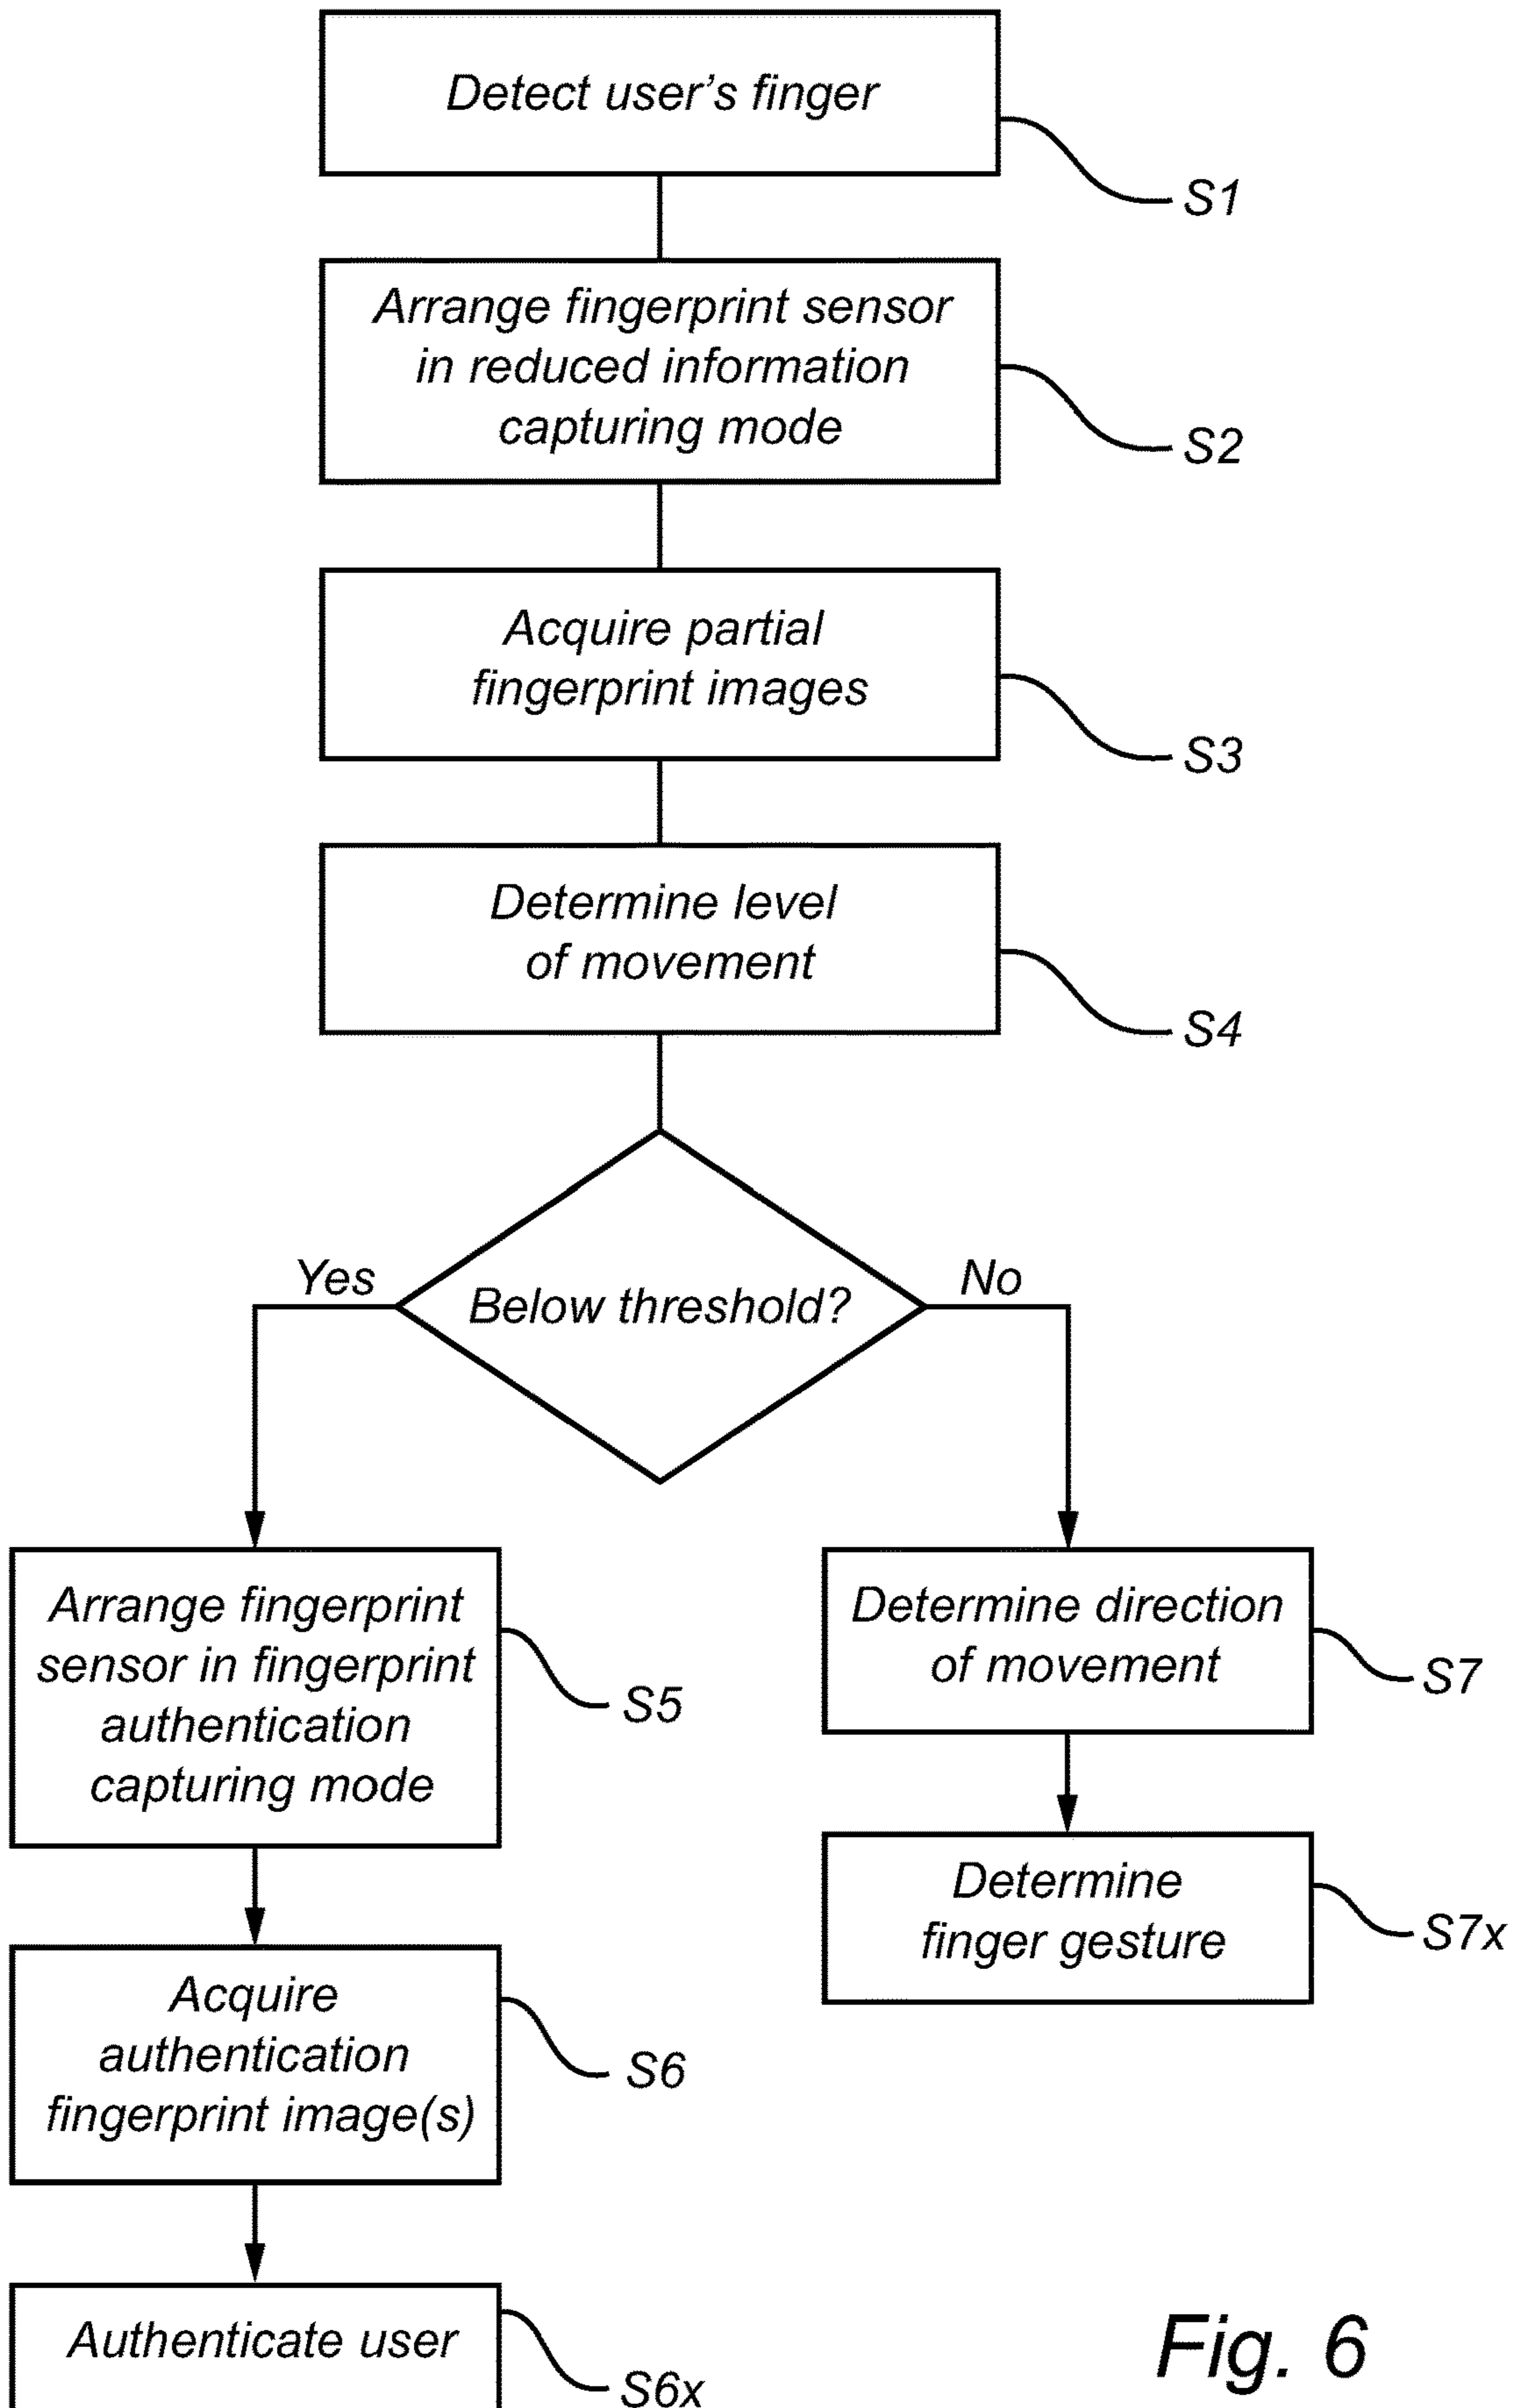 Detect user's finger
S1
Arrange fingerprint sensor
in reduced information
capturing mode
S2
Acquire partial
fingerprint images
S3
Determine level
of movement
S4
Yes
Below threshold?
No
Arrange fingerprint
sensor in fingerprint
authentication
capturing mode
S5
Acquire
authentication
fingerprint image(s)
S6
Authenticate user
S6x
Determine direction
of movement
S7
Determine
finger gesture
S7x
Fig. 6